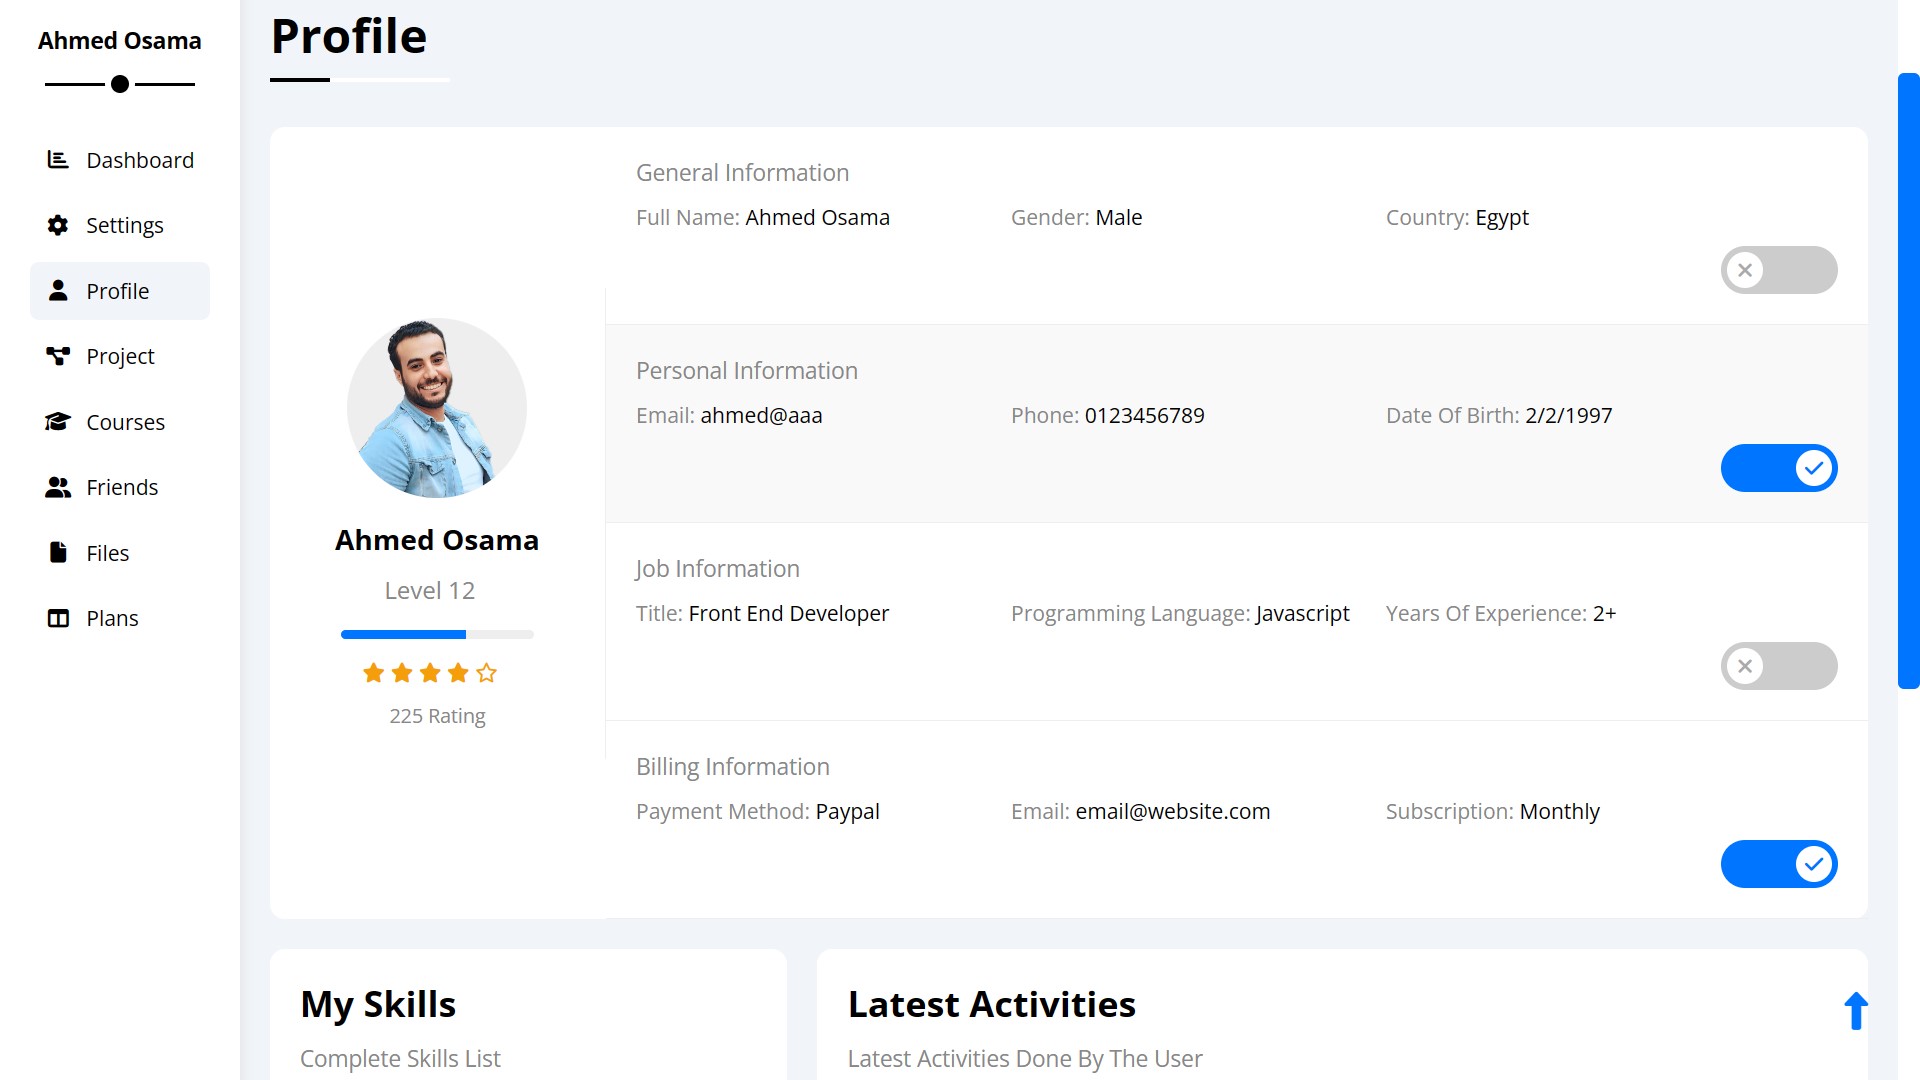 Ahmed Osama
Dashboard
Settings
Profile
Project
Courses
Friends
Files
Plans
Profile
Ahmed Osama
Level 12
225 Rating
General Information
Full Name: Ahmed Osama
Gender: Male
Country: Egypt
Personal Information
Email: ahmed@aaa
Phone: 0123456789
Date Of Birth: 2/2/1997
Job Information
Title: Front End Developer
Programming Language: Javascript
Years Of Experience: 2+
Billing Information
Payment Method: Paypal
Email: email@website.com
Subscription: Monthly
My Skills
Complete Skills List
Latest Activities
Latest Activities Done By The User